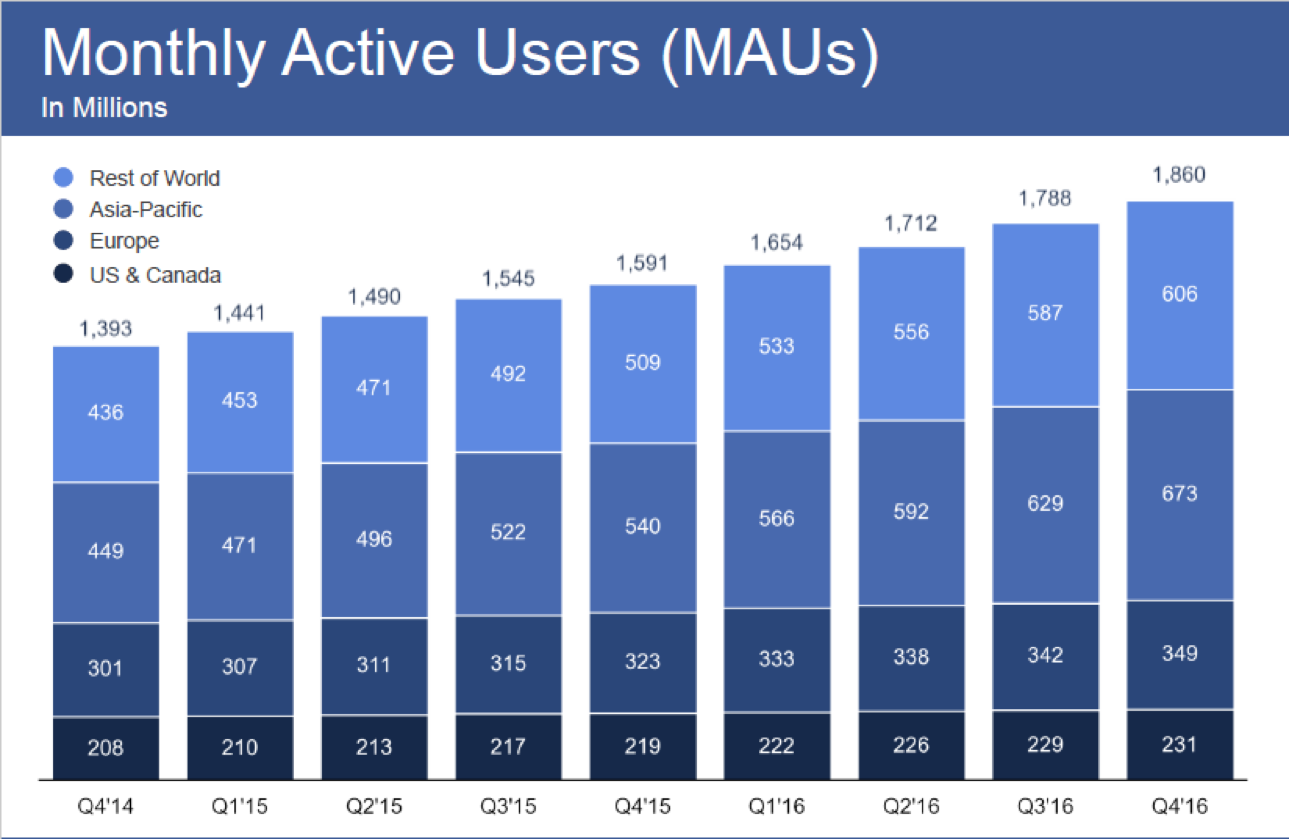 Monthly Active Users (MAUs)
In Millions
Rest of World
Asia-Pacific
Europe
US & Canada
1,393 1,441 1,490 1,545 1,591 1,654 1,712 1,788 1,860
436 453 471 492 509 533 556 587 606
449 471 496 522 540 566 592 629 673
301 307 311 315 323 333 338 342 349
208 210 213 217 219 222 226 229 231
Q4'14 Q1'15 Q2'15 Q3'15 Q4'15 Q1'16 Q2'16 Q3'16 Q4'16